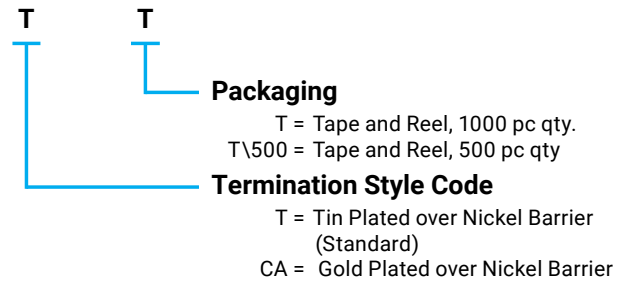 T T
Packaging
T = Tape and Reel, 1000 pc qty.
T\500 = Tape and Reel, 500 pc qty
Termination Style Code
T = Tin Plated over Nickel Barrier
(Standard)
CA = Gold Plated over Nickel Barrier